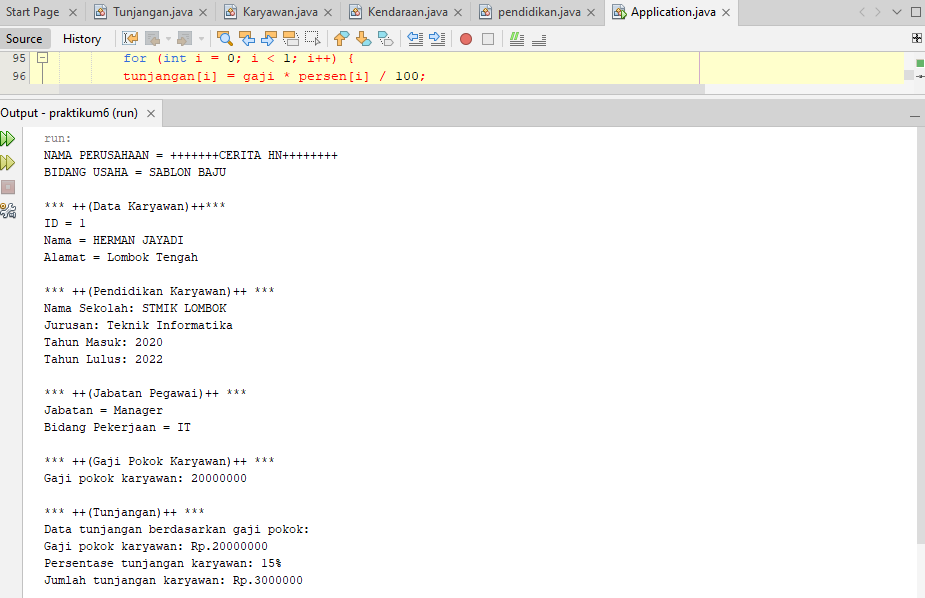 Start Page Tunjangan.java Karyawan.java Kendaraan.java pendidikan.java Application.java
Source History
95 for (int i = 0; i < 1; i++) {
96 tunjangan[i] = gaji * persen[i] / 100;
Output - praktikum6 (run)
run:
NAMA PERUSAHAAN = +++++++CERITA HN++++++++
BIDANG USAHA = SABLON BAJU
*** ++(Data Karyawan)++***
ID = 1
Nama = HERMAN JAYADI
Alamat = Lombok Tengah
*** ++(Pendidikan Karyawan)++ ***
Nama Sekolah: STMIK LOMBOK
Jurusan: Teknik Informatika
Tahun Masuk: 2020
Tahun Lulus: 2022
*** ++(Jabatan Pegawai)++ ***
Jabatan = Manager
Bidang Pekerjaan = IT
*** ++(Gaji Pokok Karyawan)++ ***
Gaji pokok karyawan: 20000000
*** ++(Tunjangan)++ ***
Data tunjangan berdasarkan gaji pokok:
Gaji pokok karyawan: Rp.20000000
Persentase tunjangan karyawan: 15%
Jumlah tunjangan karyawan: Rp.3000000